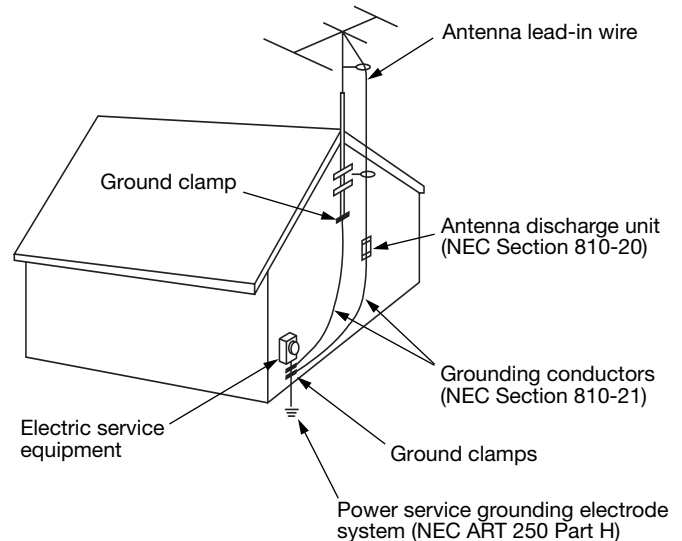 Antenna lead-in wire
Ground clamp
Antenna discharge unit
(NEC Section 810-20)
Grounding conductors
(NEC Section 810-21)
Electric service
equipment
Ground clamps
Power service grounding electrode
system (NEC ART 250 Part H)